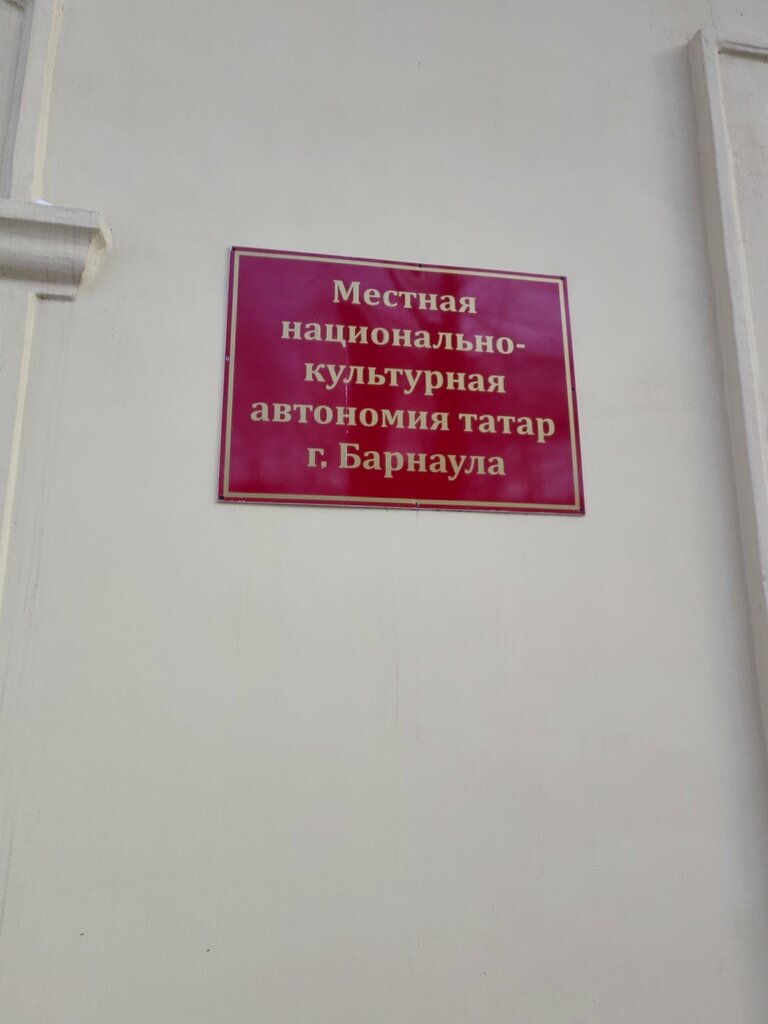 Местная
национально-
культурная
автономия татар
г. Барнаула